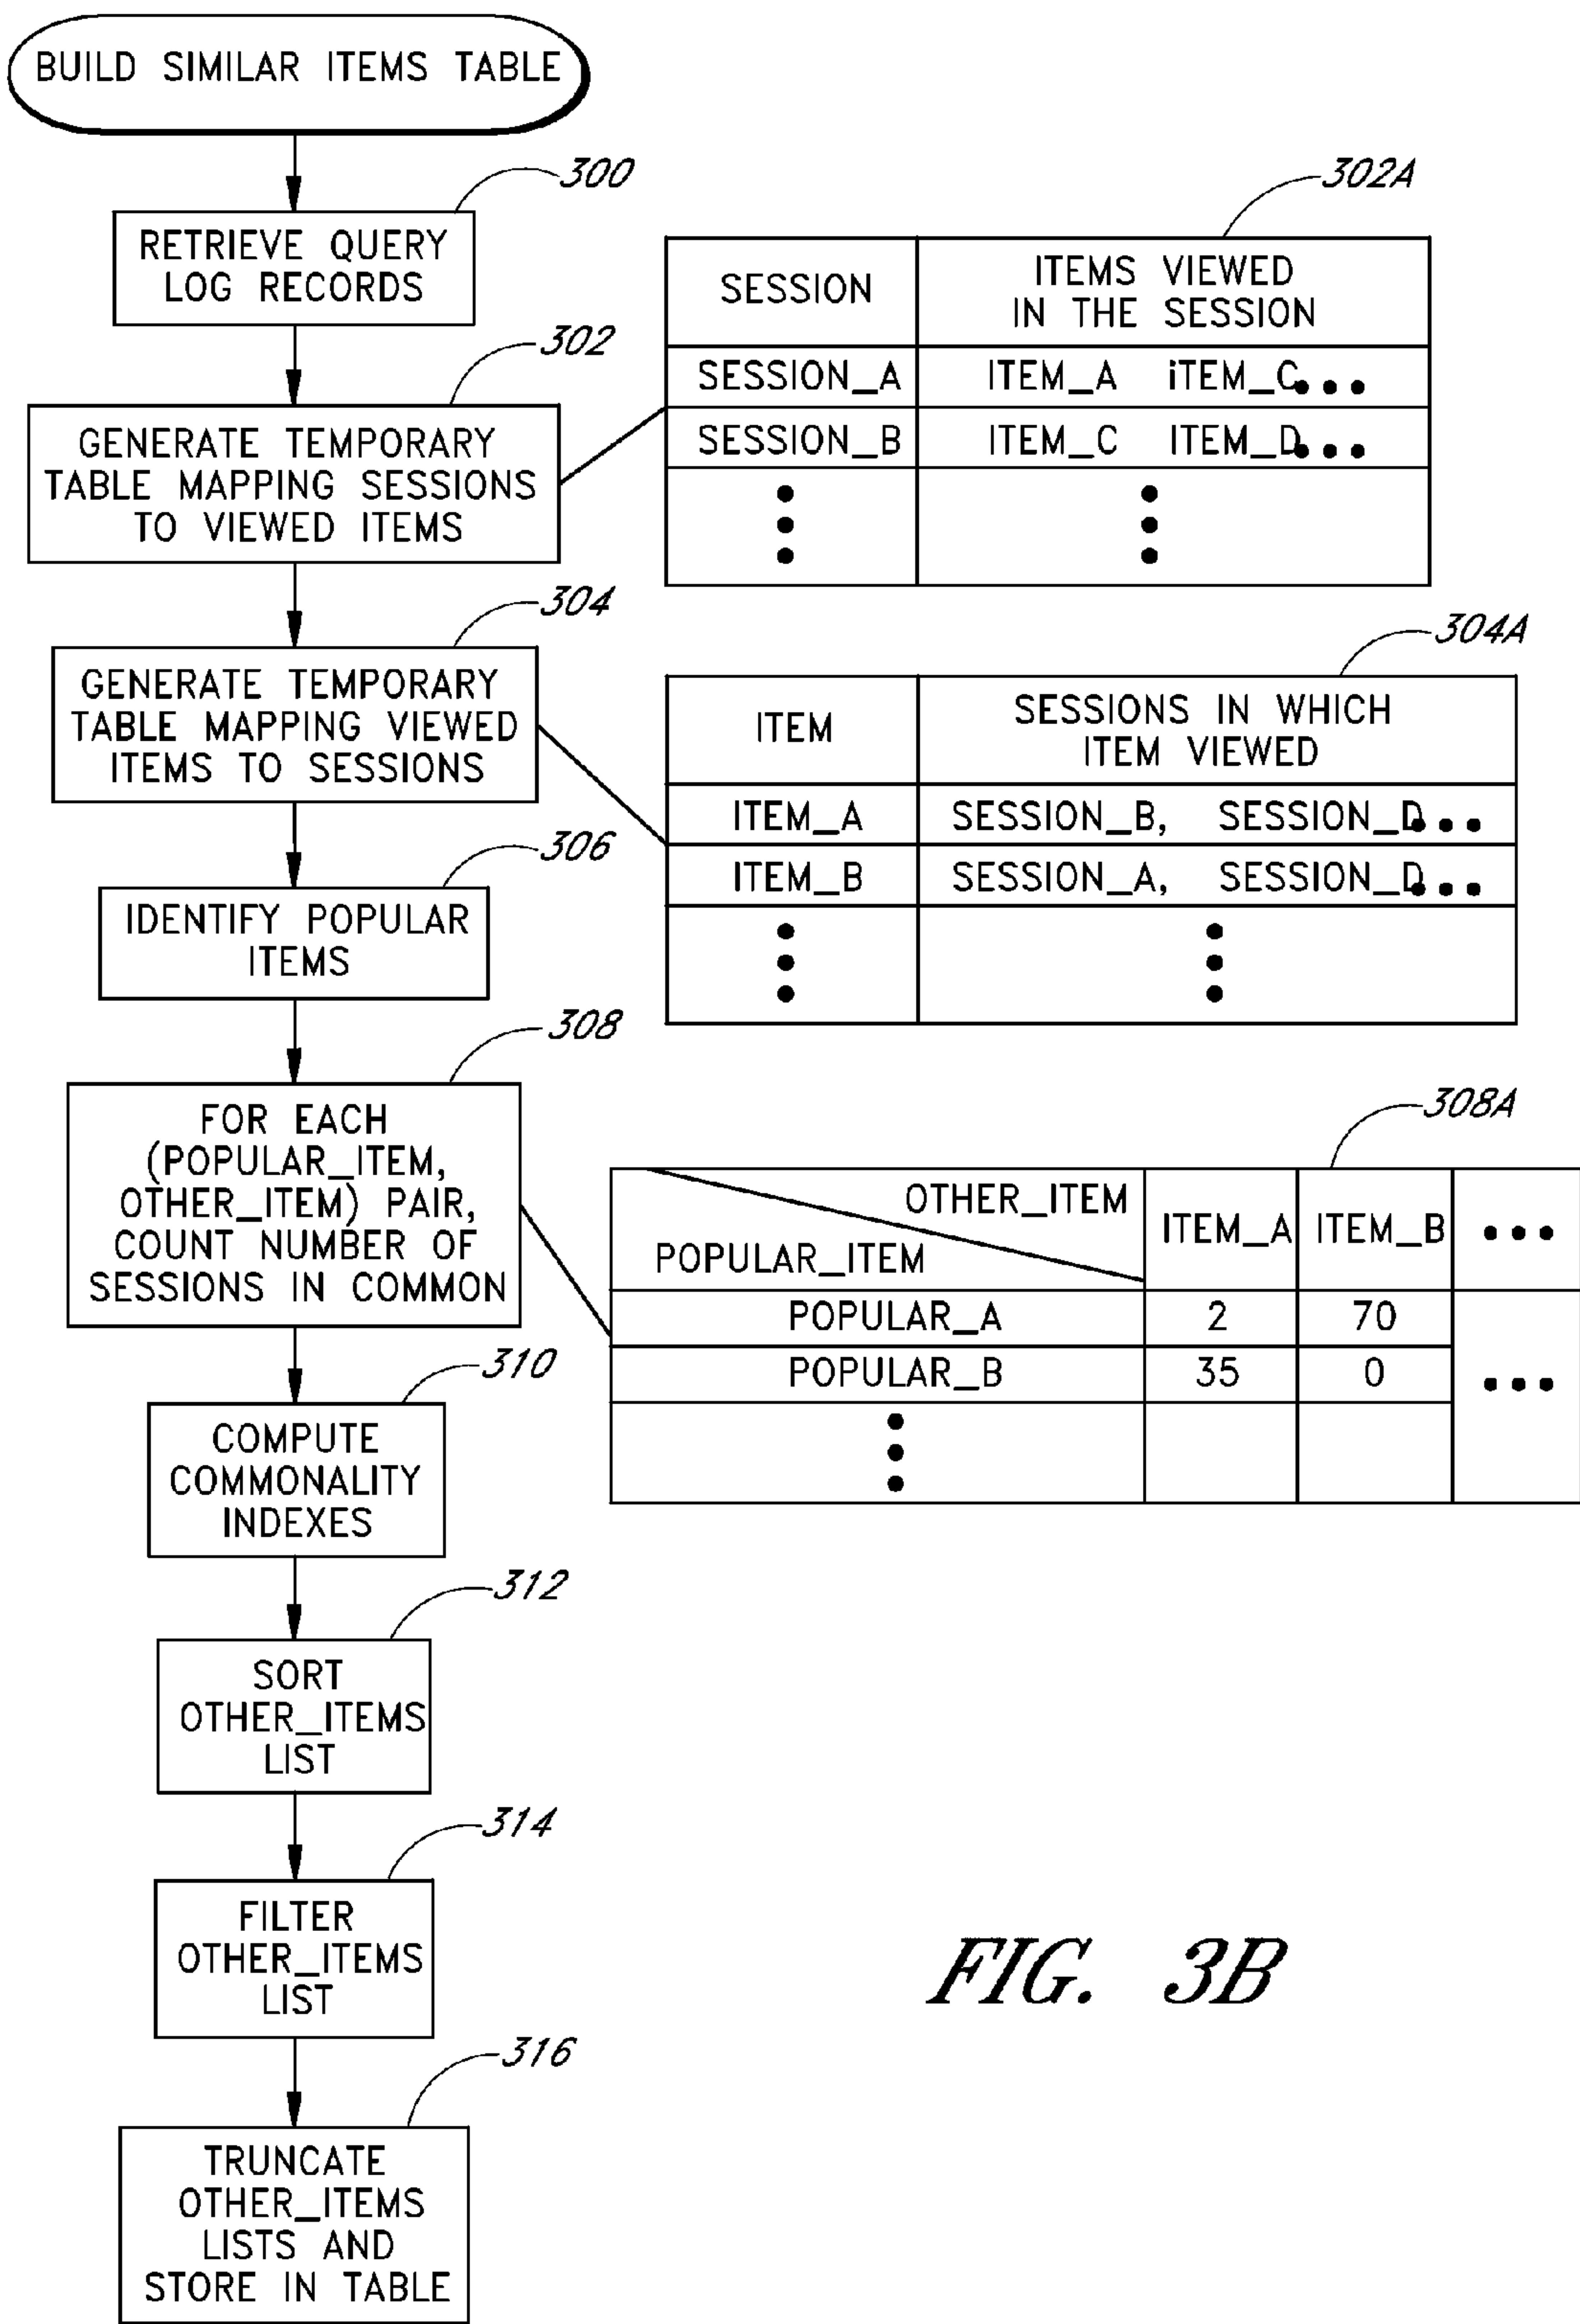 BUILD SIMILAR ITEMS TABLE
300
RETRIEVE QUERY
LOG RECORDS
302
GENERATE TEMPORARY
TABLE MAPPING SESSIONS
TO VIEWED ITEMS
302A
SESSION
ITEMS VIEWED
IN THE SESSION
SESSION_A ITEM_A iTEM_C...
SESSION_B ITEM_C ITEM_D...
304
GENERATE TEMPORARY
TABLE MAPPING VIEWED
ITEMS TO SESSIONS
304A
ITEM
SESSIONS IN WHICH
ITEM VIEWED
ITEM_A SESSION_B, SESSION_D...
ITEM_B SESSION_A, SESSION_D...
306
IDENTIFY POPULAR
ITEMS
308
FOR EACH
(POPULAR_ITEM,
OTHER_ITEM) PAIR,
COUNT NUMBER OF
SESSIONS IN COMMON
308A
OTHER_ITEM
POPULAR_ITEM
ITEM_A ITEM_B ...
POPULAR_A 2 70
POPULAR_B 35 0 ...
310
COMPUTE
COMMONALITY
INDEXES
312
SORT
OTHER_ITEMS
LIST
314
FILTER
OTHER_ITEMS
LIST
316
TRUNCATE
OTHER_ITEMS
LISTS AND
STORE IN TABLE
FIG. 3B